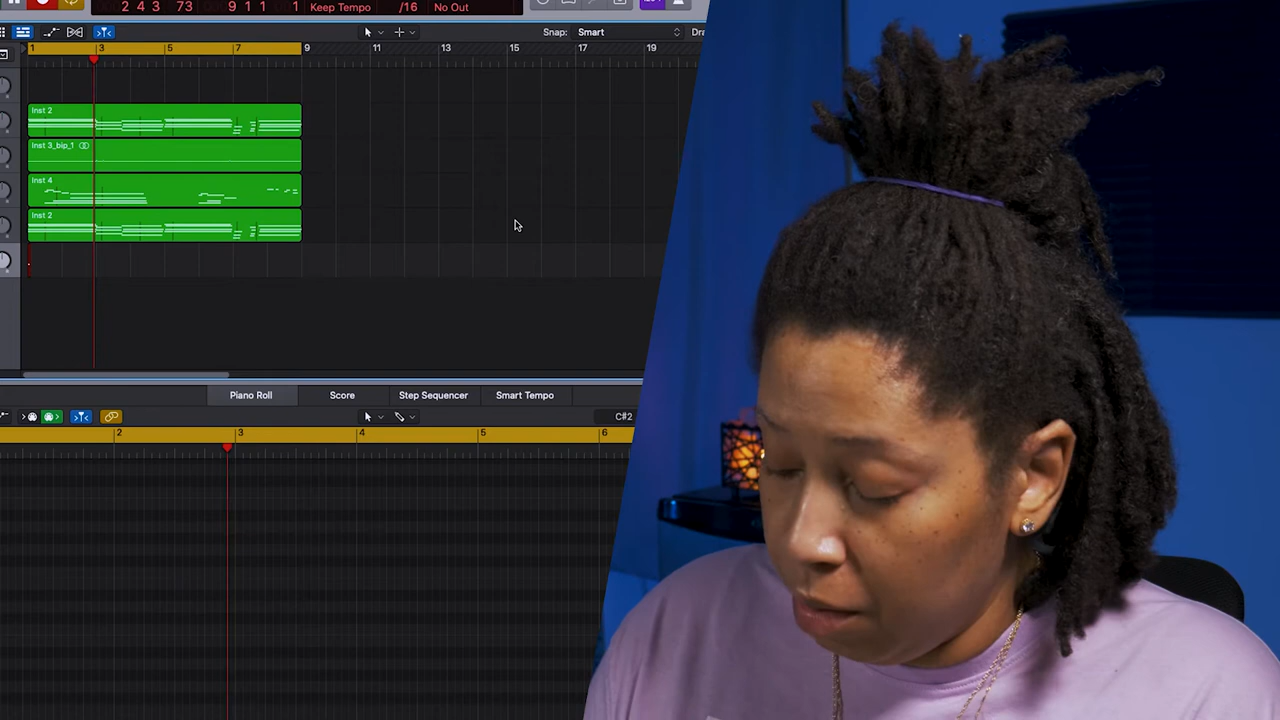 2 4 3 73 9 1 1 1 Keep Tempo /16 No Out
Snap: Smart
1 3 5 7 9 11 13 15 17 19
Inst 2
Inst 3_bip_1
Inst 4
Inst 2
Piano Roll Score Step Sequencer Smart Tempo
C#2
2 3 4 5 6